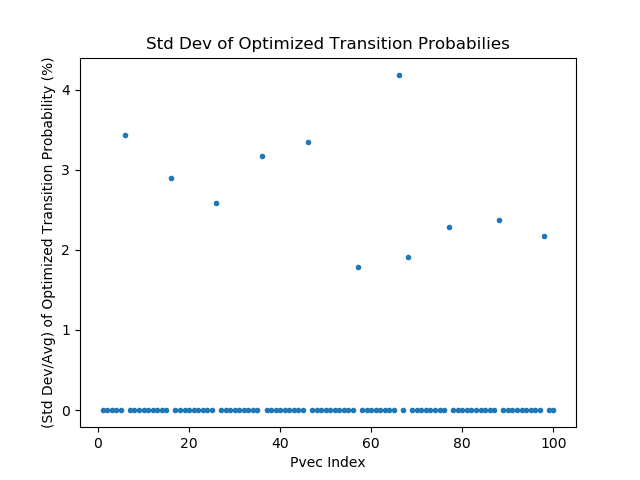 Std Dev of Optimized Transition Probabilies
(Std Dev/Avg) of Optimized Transition Probability (%)
4
3
2
1
0
0 20 40 60 80 100
Pvec Index